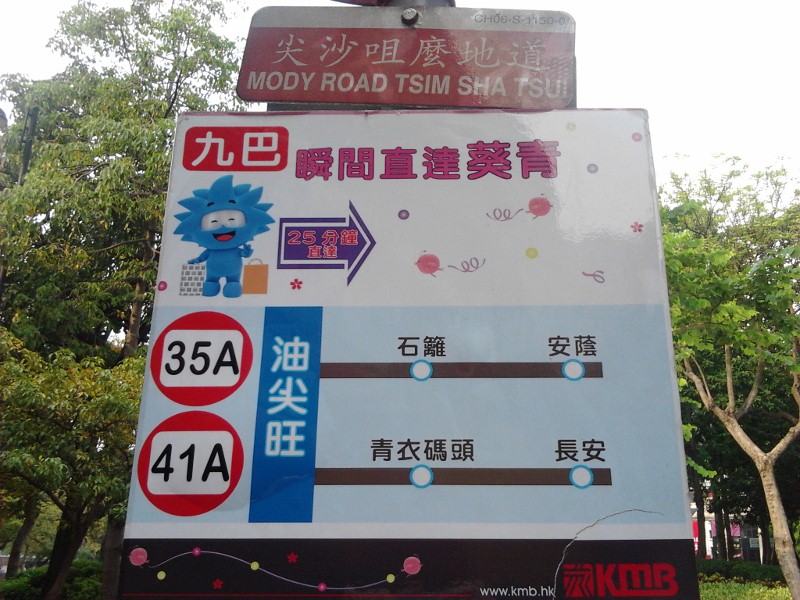 CH06-S-1150-0
尖沙咀麼地道
MODY ROAD TSIM SHA TSUI
九巴
瞬間直達葵青
25分鐘
直達
35A
油尖旺
石籬
安蔭
41A
青衣碼頭
長安
www.kmb.hk
KMB